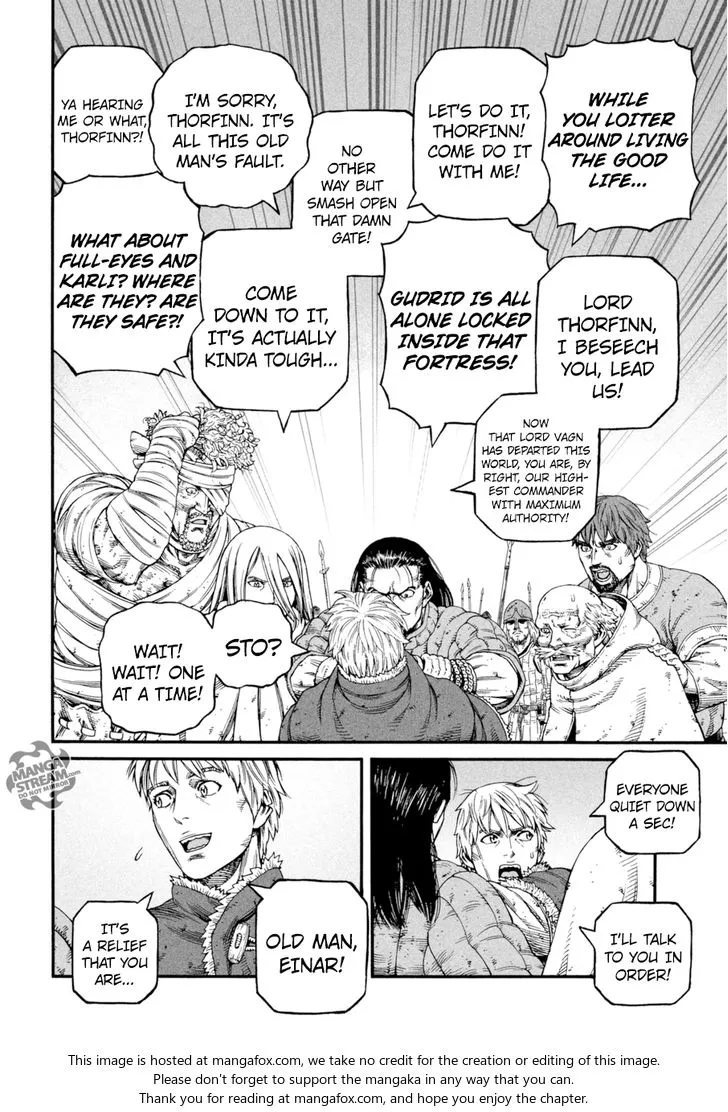 WHILE
YOU LOITER
AROUND LIVING
THE GOOD
LIFE...
LET'S DO IT,
THORFINN!
COME DO IT
WITH ME!
NO
OTHER
WAY BUT
SMASH OPEN
THAT DAMN
GATE!
I'M SORRY,
THORFINN. IT'S
ALL THIS OLD
MAN'S FAULT.
YA HEARING
ME OR WHAT,
THORFINN?!
LORD
THORFINN,
I BESEECH
YOU, LEAD
US!
NOW
THAT LORD VAGN
HAS DEPARTED THIS
WORLD, YOU ARE, BY
RIGHT, OUR HIGH-
EST COMMANDER
WITH MAXIMUM
AUTHORITY!
GUDRID IS ALL
ALONE LOCKED
INSIDE THAT
FORTRESS!
COME
DOWN TO IT,
IT'S ACTUALLY
KINDA TOUGH...
WHAT ABOUT
FULL-EYES AND
KARLI? WHERE
ARE THEY? ARE
THEY SAFE?!
STO?
WAIT!
WAIT! ONE
AT A TIME!
EVERYONE
QUIET DOWN
A SEC!
I'LL TALK
TO YOU IN
ORDER!
OLD MAN,
EINAR!
IT'S
A RELIEF
THAT YOU
ARE...
MANGA
STREAM.com
DO NOT MIRROR
This image is hosted at mangafox.com, we take no credit for the creation or editing of this image.
Please don't forget to support the mangaka in any way that you can.
Thank you for reading at mangafox.com, and hope you enjoy the chapter.